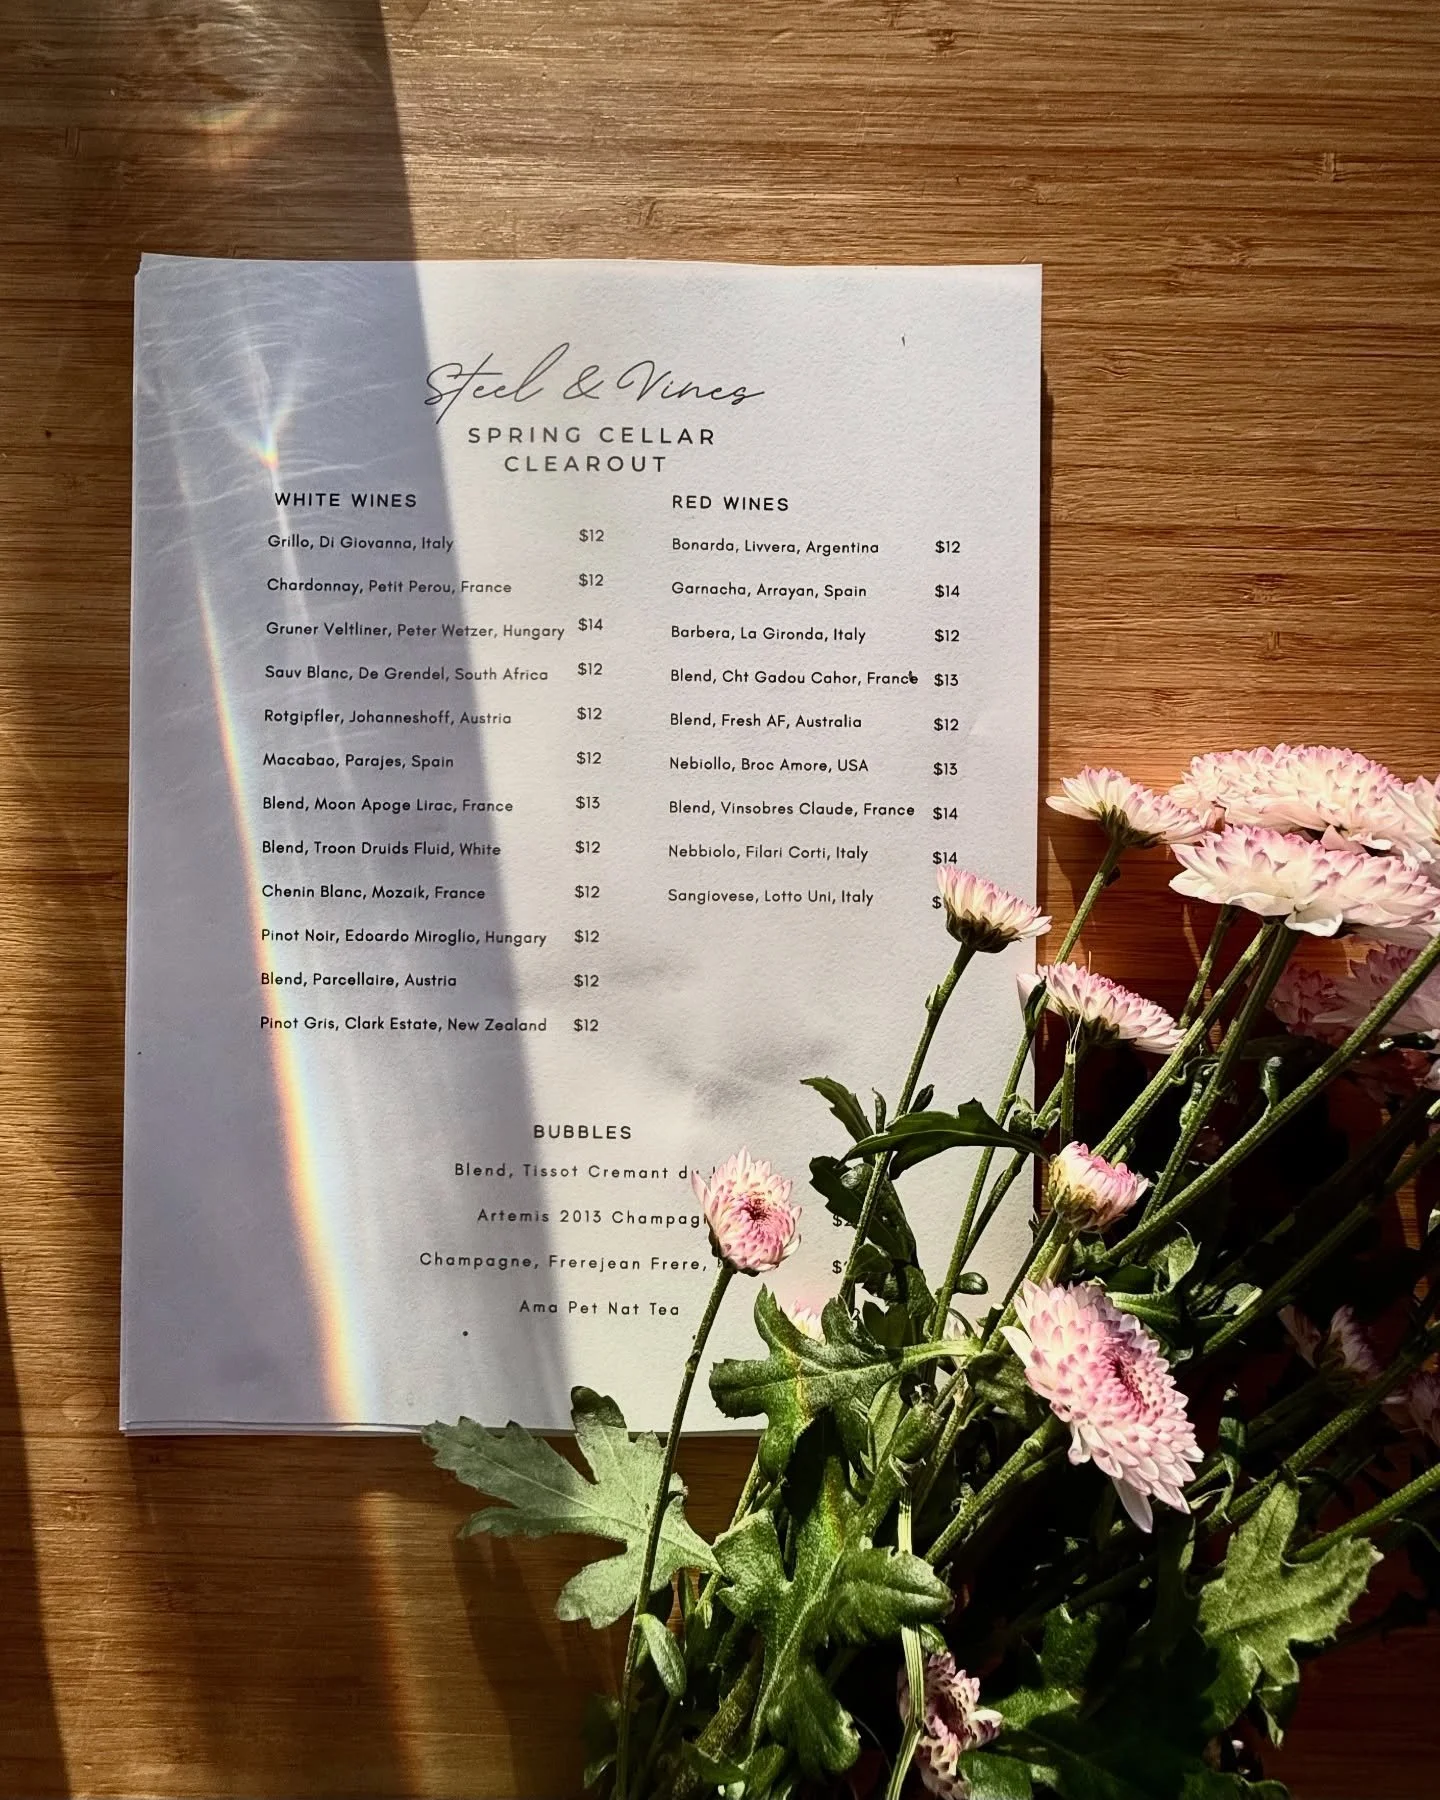 Steel & Vines
SPRING CELLAR
CLEAROUT
WHITE WINES
Grillo, Di Giovanna, Italy $12
Chardonnay, Petit Perou, France $12
Gruner Veltliner, Peter Wetzer, Hungary $14
Sauv Blanc, De Grendel, South Africa $12
Rotgipfler, Johanneshoff, Austria $12
Macabao, Parajes, Spain $12
Blend, Moon Apoge Lirac, France $13
Blend, Troon Druids Fluid, White $12
Chenin Blanc, Mozaik, France $12
Pinot Noir, Edoardo Miroglio, Hungary $12
Blend, Parcellaire, Austria $12
Pinot Gris, Clark Estate, New Zealand $12
RED WINES
Bonarda, Livvera, Argentina $12
Garnacha, Arrayan, Spain $14
Barbera, La Gironda, Italy $12
Blend, Cht Gadou Cahor, France $13
Blend, Fresh AF, Australia $12
Nebiollo, Broc Amore, USA $13
Blend, Vinsobres Claude, France $14
Nebbiolo, Filari Corti, Italy $14
Sangiovese, Lotto Uni, Italy
BUBBLES
Blend, Tissot Cremant
Artemis 2013
Champagne, Frerejean Frere,
Ama Pet Nat Tea